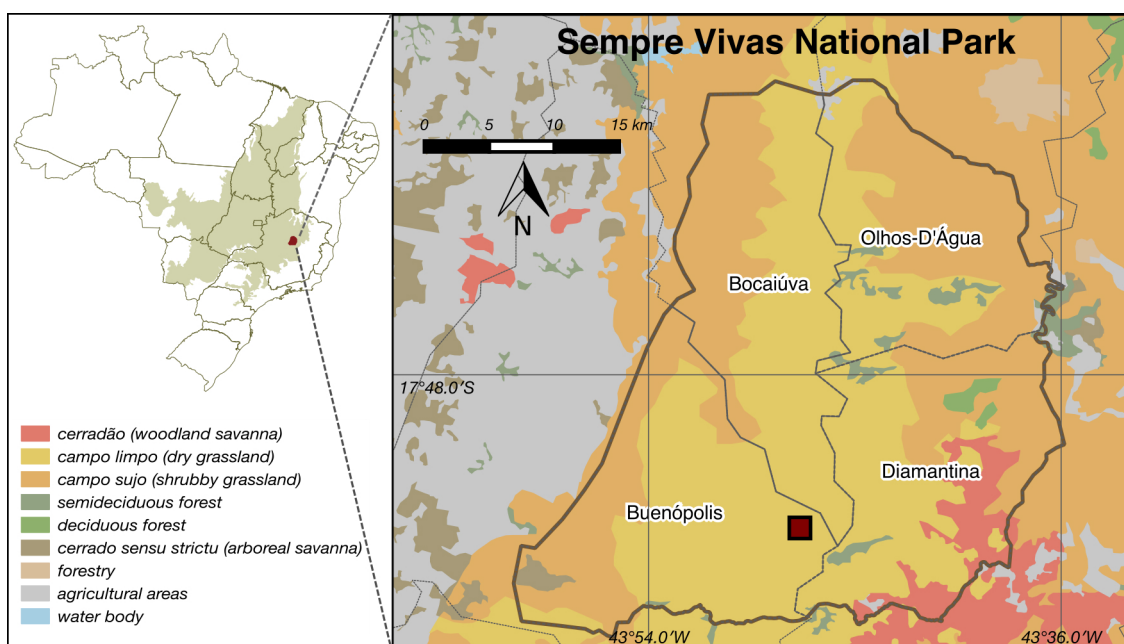 Sempre Vivas National Park
0 5 10 15 km
N
Olhos-D'Água
Bocaiúva
17°48.0'S
Diamantina
Buenópolis
43°54.0'W
43°36.0'W
cerradão (woodland savanna)
campo limpo (dry grassland)
campo sujo (shrubby grassland)
semideciduous forest
deciduous forest
cerrado sensu strictu (arboreal savanna)
forestry
agricultural areas
water body